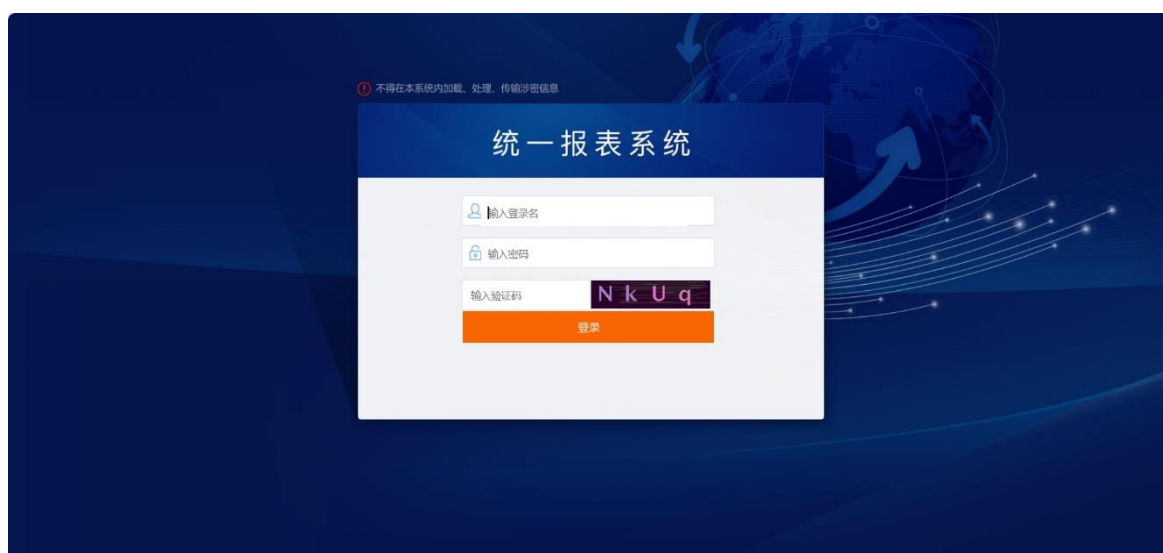 不得在本系统内加载、处理、传输涉密信息
统一报表系统
输入登录名
输入密码
输入验证码 NkUq
登录